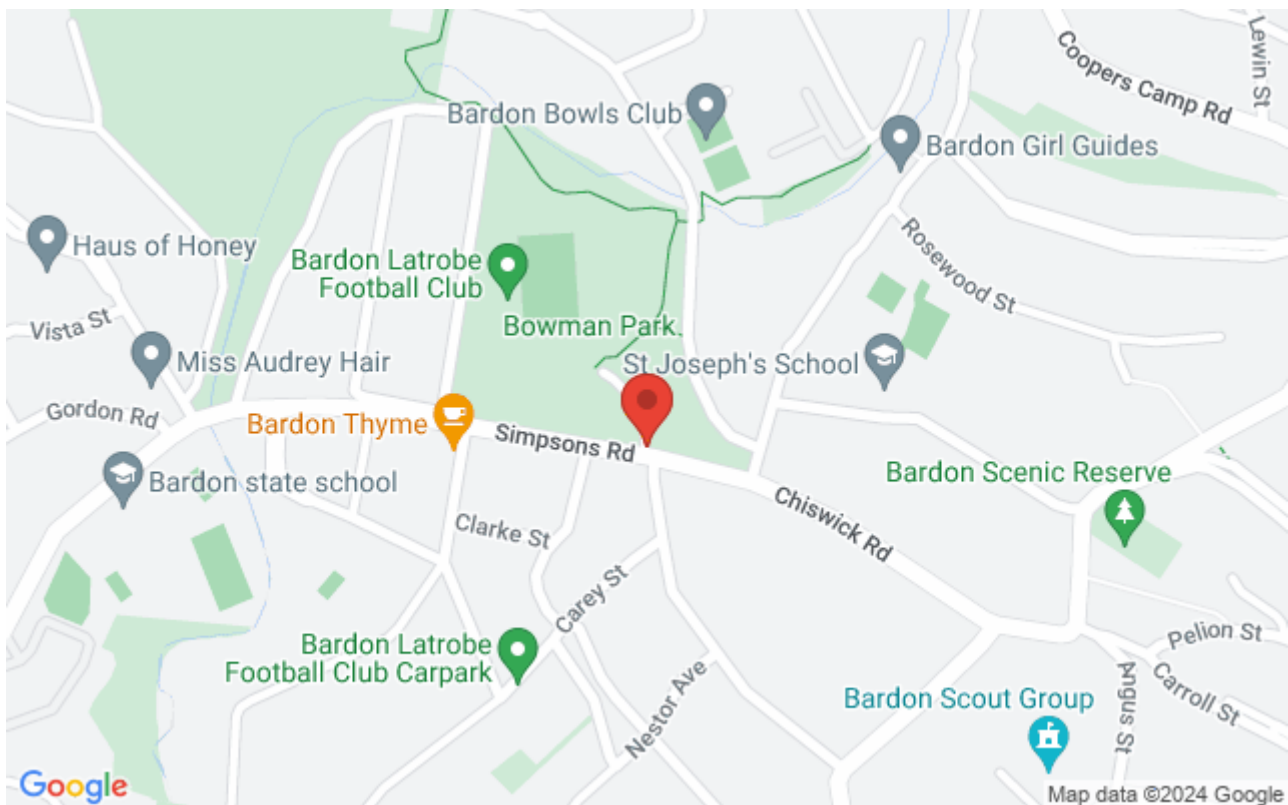 Lewin St
Coopers Camp Rd
Bardon Bowls Club
Bardon Girl Guides
Haus of Honey
Rosewood St
Bardon Latrobe
Football Club
Vista St
Bowman Park
Miss Audrey Hair
St Joseph's School
Gordon Rd
Bardon Thyme
Simpsons Rd
Bardon state school
Bardon Scenic Reserve
Chiswick Rd
Clarke St
Carey St
Bardon Latrobe
Football Club Carpark
Pelion St
Nestor Ave
Bardon Scout Group
Angus St
Carroll St
Google
Map data ©2024 Google